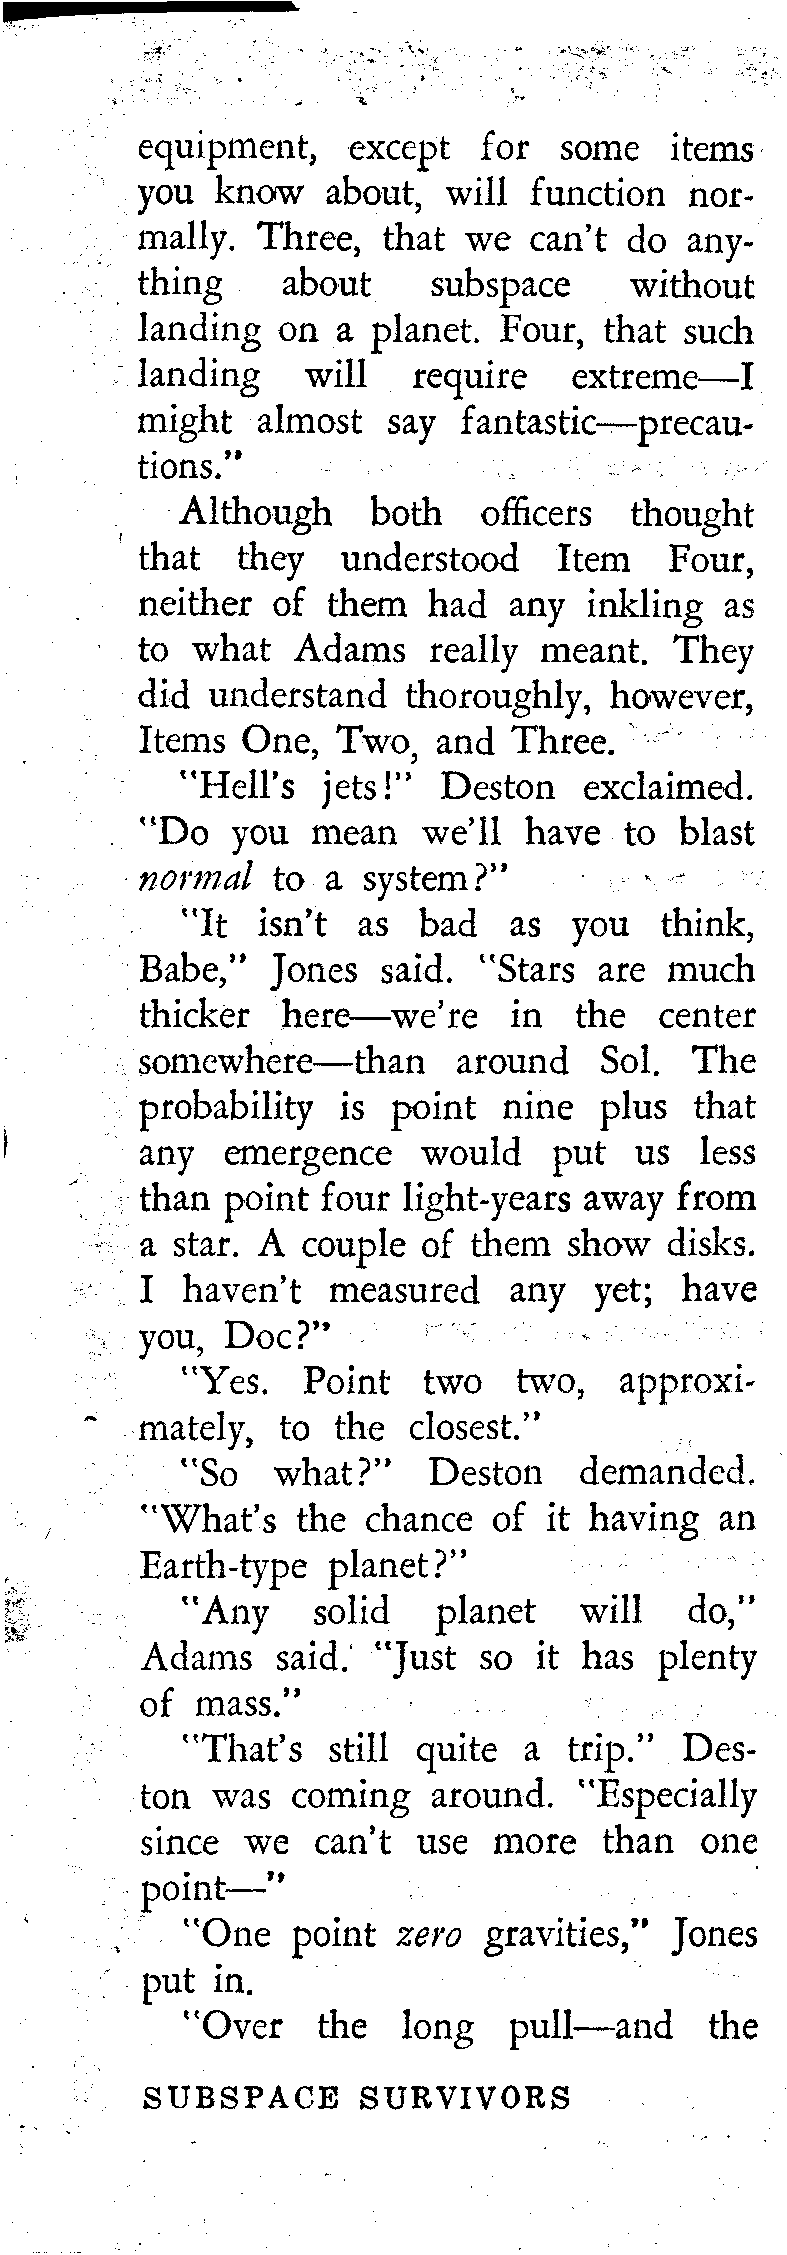 equipment, except for some items
you know about, will function nor-
mally. Three, that we can't do any-
thing about subspace without
landing on a planet. Four, that such
landing will require extreme—I
might almost say fantastic—precau-
tions."
Although both officers thought
that they understood Item Four,
neither of them had any inkling as
to what Adams really meant. They
did understand thoroughly, however,
Items One, Two, and Three.
"Hell's jets!" Deston exclaimed.
"Do you mean we'll have to blast
normal to a system?"
"It isn't as bad as you think,
Babe," Jones said. "Stars are much
thicker here—we're in the center
somewhere—than around Sol. The
probability is point nine plus that
any emergence would put us less
than point four light-years away from
a star. A couple of them show disks.
I haven't measured any yet; have
you, Doc?"
"Yes. Point two two, approxi-
mately, to the closest."
"So what?" Deston demanded.
"What's the chance of it having an
Earth-type planet?"
"Any solid planet will do,"
Adams said. "Just so it has plenty
of mass."
"That's still quite a trip." Des-
ton was coming around. "Especially
since we can't use more than one
point—"
"One point zero gravities," Jones
put in.
"Over the long pull—and the
SUBSPACE SURVIVORS